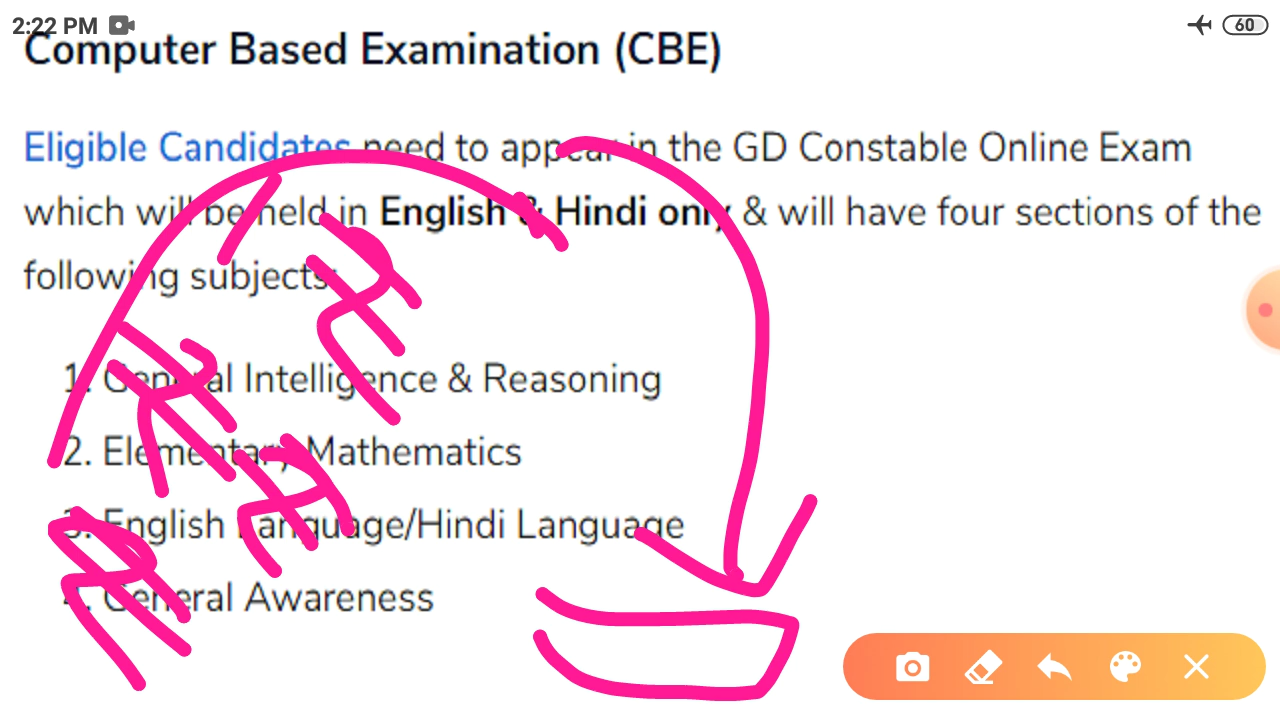 2:22 PM
60
Computer Based Examination (CBE)
Eligible Candidates need to appear in the GD Constable Online Exam
which will be held in English & Hindi only & will have four sections of the
following subjects:
1. General Intelligence & Reasoning
2. Elementary Mathematics
3. English Language/Hindi Language
4. General Awareness